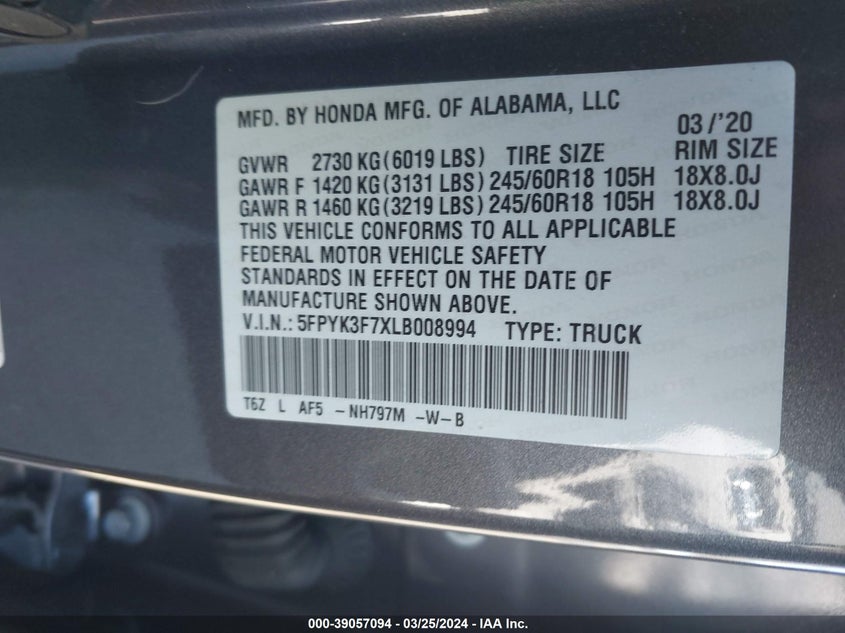 MFD. BY HONDA MFG. OF ALABAMA, LLC
03/'20
GVWR 2730 KG(6019 LBS) TIRE SIZE RIM SIZE
GAWR F 1420 KG(3131 LBS) 245/60R18 105H 18X8.0J
GAWR R 1460 KG(3219 LBS) 245/60R18 105H 18X8.0J
THIS VEHICLE CONFORMS TO ALL APPLICABLE
FEDERAL MOTOR VEHICLE SAFETY
STANDARDS IN EFFECT ON THE DATE OF
MANUFACTURE SHOWN ABOVE.
V.I.N.: 5FPYK3F7XLB008994 TYPE: TRUCK
T6Z L AF5 -NH797M -W-B
000-39057094 - 03/25/2024 - IAA Inc.